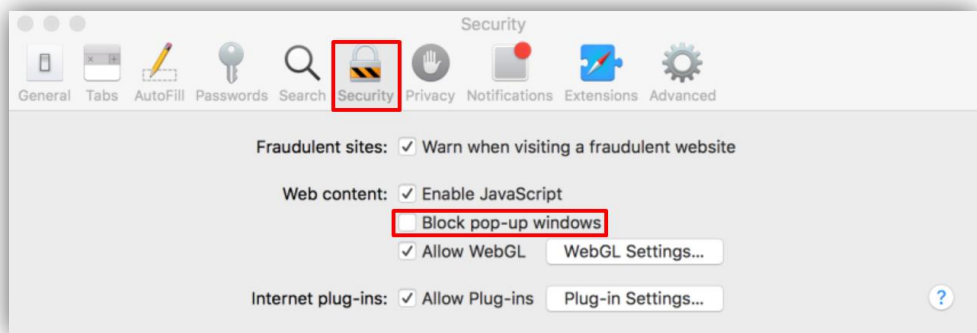 Security
General Tabs AutoFill Passwords Search Security Privacy Notifications Extensions Advanced
Fraudulent sites: Warn when visiting a fraudulent website
Web content: Enable JavaScript
Block pop-up windows
Allow WebGL WebGL Settings...
Internet plug-ins: Allow Plug-ins Plug-in Settings... ?